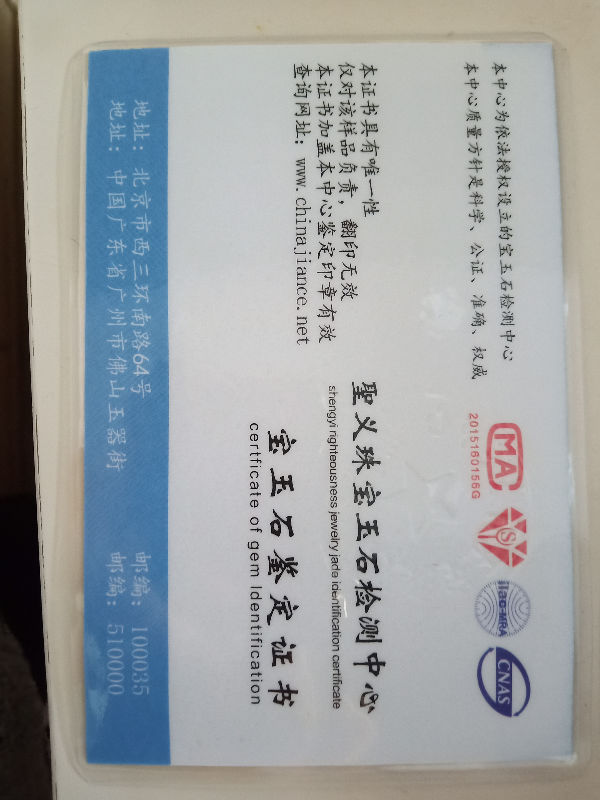 本中心为依法授权设立的宝玉石检测中心
本中心质量方针是科学、公证、准确、权威
MA
2015160156G
S
ilac-MRA
CNAS
本证书具有唯一性
仅对该样品负责，翻印无效
本证书加盖本中心鉴定印章有效
查询网址：www.chinajiance.net
聖义珠宝玉石检测中心
shengyi righteousness jewelry jade identification certificate
宝玉石鉴定证书
certficate of gem Identification
地址：北京市西三环南路64号 邮编：100035
地址：中国广东省广州市佛山玉器街 邮编：510000